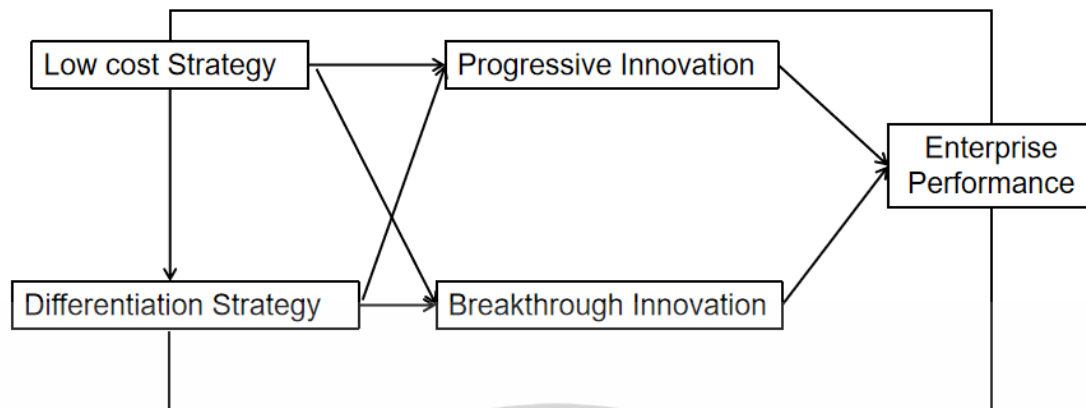 Low cost Strategy
Progressive Innovation
Enterprise
Performance
Differentiation Strategy
Breakthrough Innovation